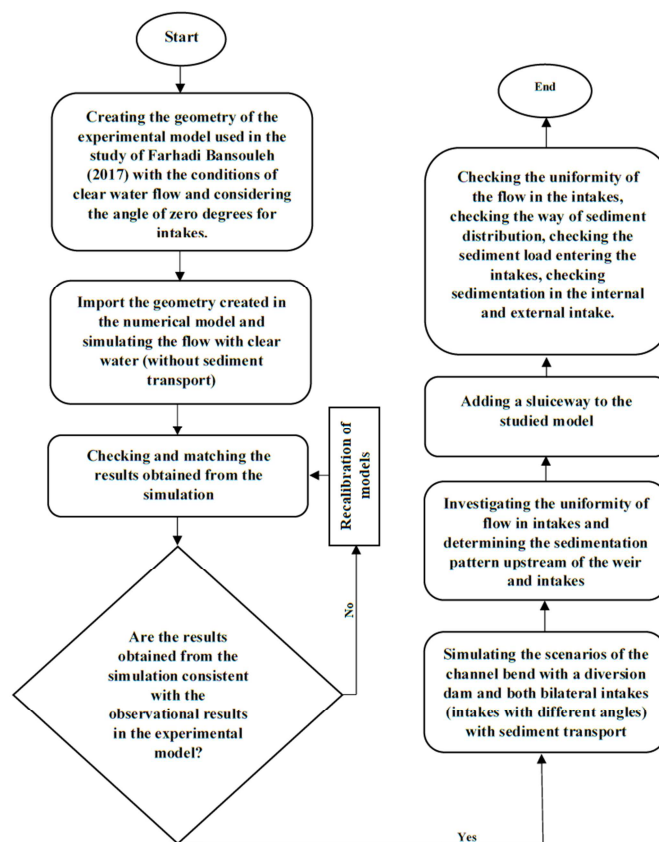 Start
Creating the geometry of the
experimental model used in the
study of Farhadi Bansouleh
(2017) with the conditions of
clear water flow and considering
the angle of zero degrees for
intakes.
Import the geometry created in
the numerical model and
simulating the flow with clear
water (without sediment
transport)
Checking and matching the
results obtained from the
simulation
Recalibration of
models
No
Are the results
obtained from the
simulation consistent
with the
observational results
in the experimental
model?
Yes
Simulating the scenarios of the
channel bend with a diversion
dam and both bilateral intakes
(intakes with different angles)
with sediment transport
Investigating the uniformity of
flow in intakes and
determining the sedimentation
pattern upstream of the weir
and intakes
Adding a sluiceway to the
studied model
Checking the uniformity of
the flow in the intakes,
checking the way of sediment
distribution, checking the
sediment load entering the
intakes, checking
sedimentation in the internal
and external intake.
End